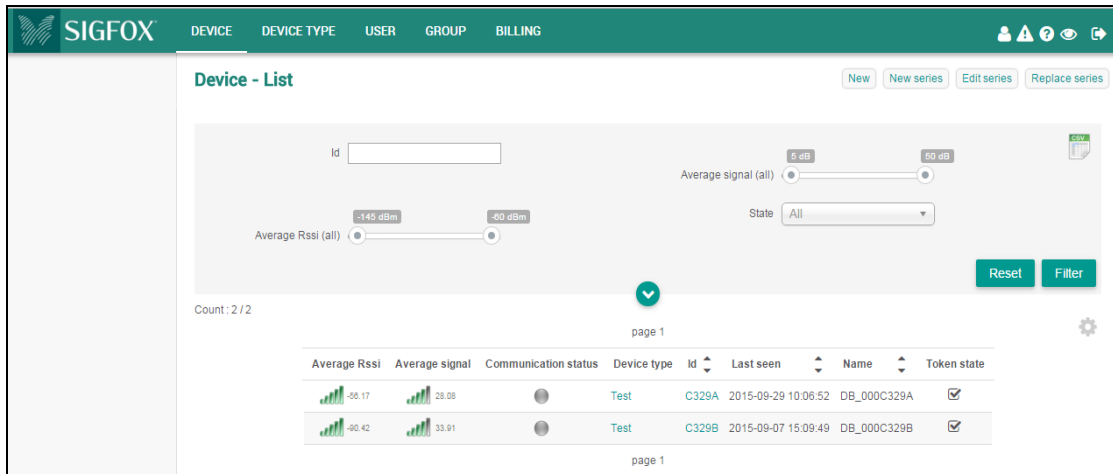 SIGFOX DEVICE DEVICE TYPE USER GROUP BILLING
Device - List New New series Edit series Replace series
CSV
Id 5 dB 50 dB
Average signal (all)
-145 dBm -60 dBm State All
Average Rssi (all)
Reset Filter
Count : 2 / 2
page 1
Average Rssi Average signal Communication status Device type Id Last seen Name Token state
-56.17 28.08 Test C329A 2015-09-29 10:06:52 DB_000C329A
-90.42 33.91 Test C329B 2015-09-07 15:09:49 DB_000C329B
page 1